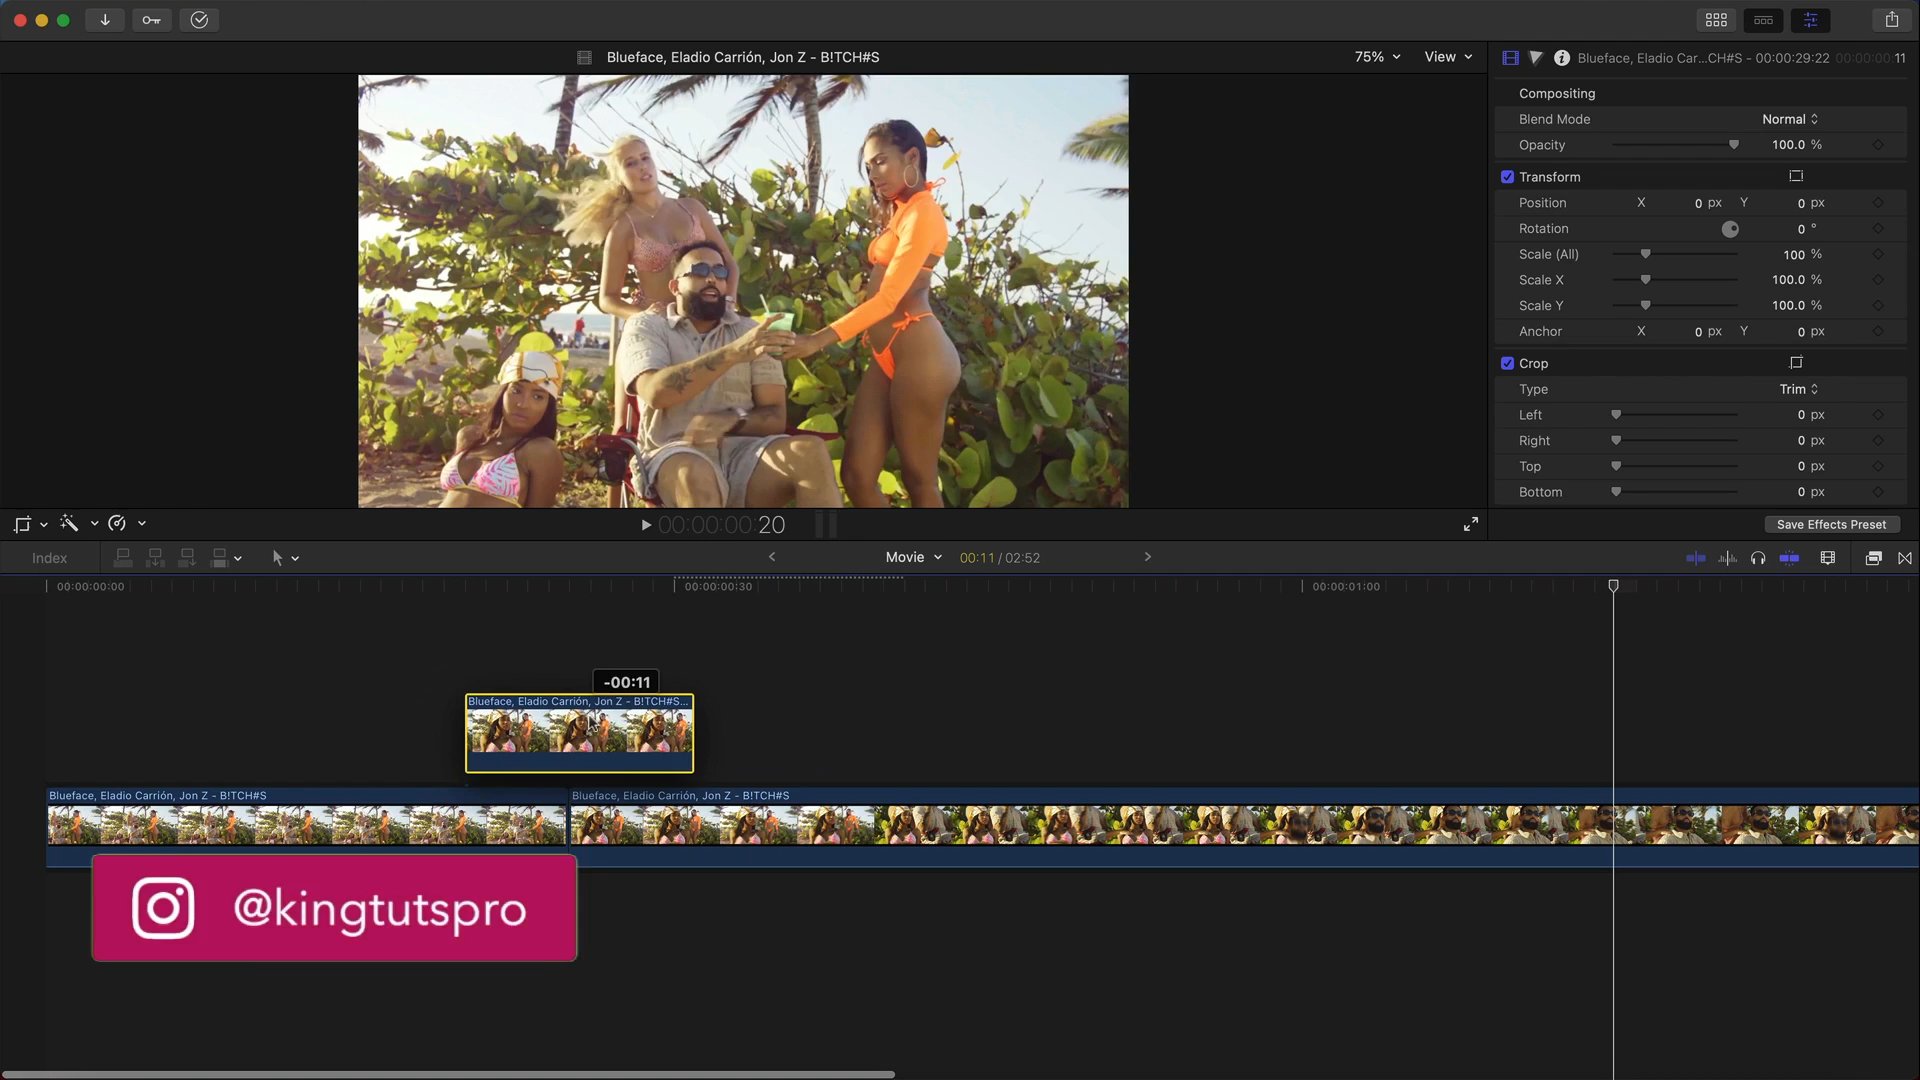 Blueface, Eladio Carrión, Jon Z - B!TCH#S
75%
View
Blueface, Eladio Car...CH#S - 00:00:29:22
00:00:00:11
Compositing
Blend Mode
Normal
Opacity
100.0 %
Transform
Position
X
0 px
Y
0 px
Rotation
0 °
Scale (All)
100 %
Scale X
100.0 %
Scale Y
100.0 %
Anchor
X
0 px
Y
0 px
Crop
Type
Trim
Left
0 px
Right
0 px
Top
0 px
Bottom
0 px
00:00:00:20
Save Effects Preset
Index
Movie
00:11 / 02:52
00:00:00:00
00:00:00:30
00:00:01:00
-00:11
Blueface, Eladio Carrión, Jon Z - B!TCH#S...
Blueface, Eladio Carrión, Jon Z - B!TCH#S
Blueface, Eladio Carrión, Jon Z - B!TCH#S
@kingtutspro